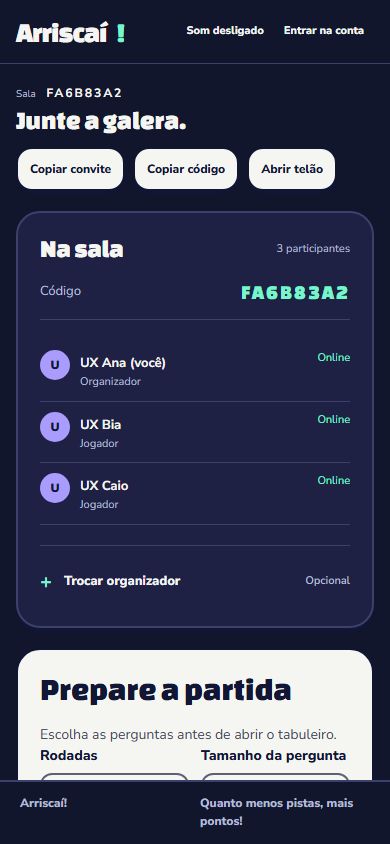 Arriscaí ! Som desligado Entrar na conta
Sala FA6B83A2
Junte a galera.
Copiar convite Copiar código Abrir telão
Na sala 3 participantes
Código FA6B83A2
U UX Ana (você) Online
Organizador
U UX Bia Online
Jogador
U UX Caio Online
Jogador
+ Trocar organizador Opcional
Prepare a partida
Escolha as perguntas antes de abrir o tabuleiro.
Rodadas Tamanho da pergunta
Arriscaí! Quanto menos pistas, mais
pontos!